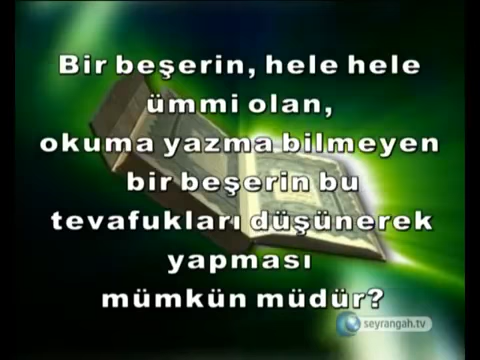 Bir beşerin, hele hele
ümmi olan,
okuma yazma bilmeyen
bir beşerin bu
tevafukları düşünerek
yapması
mümkün müdür?
seyrangah.tv